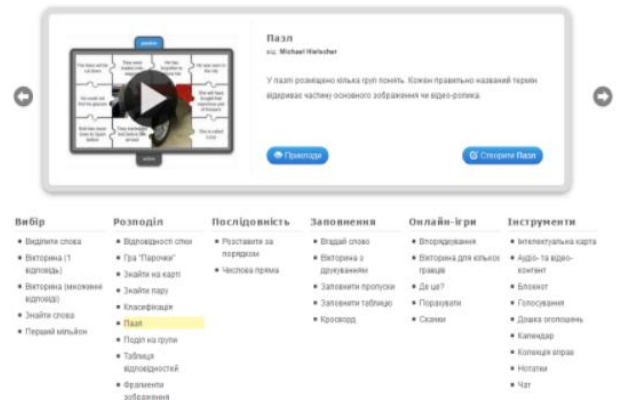 Пазл
від Michael Hielscher
У пазлі розміщено кілька груп понять. Кожен правильно названий термін
відкриває частину основного зображення чи відео-ролика.
Приклади
Створити Пазл
Вибір
Виділити слова
Вікторина (1
відповідь)
Вікторина (множинні
відповіді)
Знайти слова
Перший мільйон
Розподіл
Відповідності сітки
Гра "Парочки"
Знайти на карті
Знайти пару
Класифікація
Пазл
Поділ на групи
Таблиця
відповідностей
Фрагменти
зображення
Послідовність
Розставити за
порядком
Числова пряма
Заповнення
Вгадай слово
Вікторина з
друкуванням
Заповнити пропуски
Заповнити таблицю
Кросворд
Онлайн-ігри
Впорядкування
Вікторина для кількох
гравців
Де це?
Порахувати
Скачки
Інструменти
Інтелектуальна карта
Аудіо- та відео-
контент
Блокнот
Голосування
Дошка оголошень
Календар
Колекція вправ
Нотатки
Чат